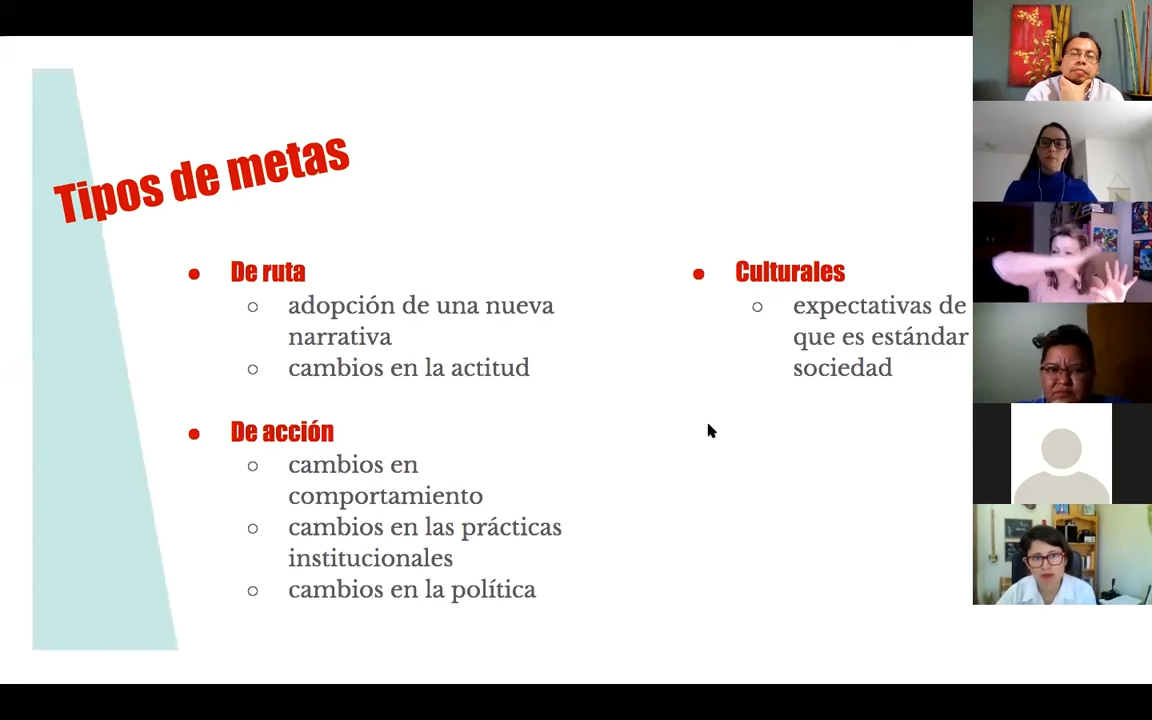 Tipos de metas
De ruta
adopción de una nueva
narrativa
cambios en la actitud
De acción
cambios en
comportamiento
cambios en las prácticas
institucionales
cambios en la política
Culturales
expectativas de
que es estándar
sociedad